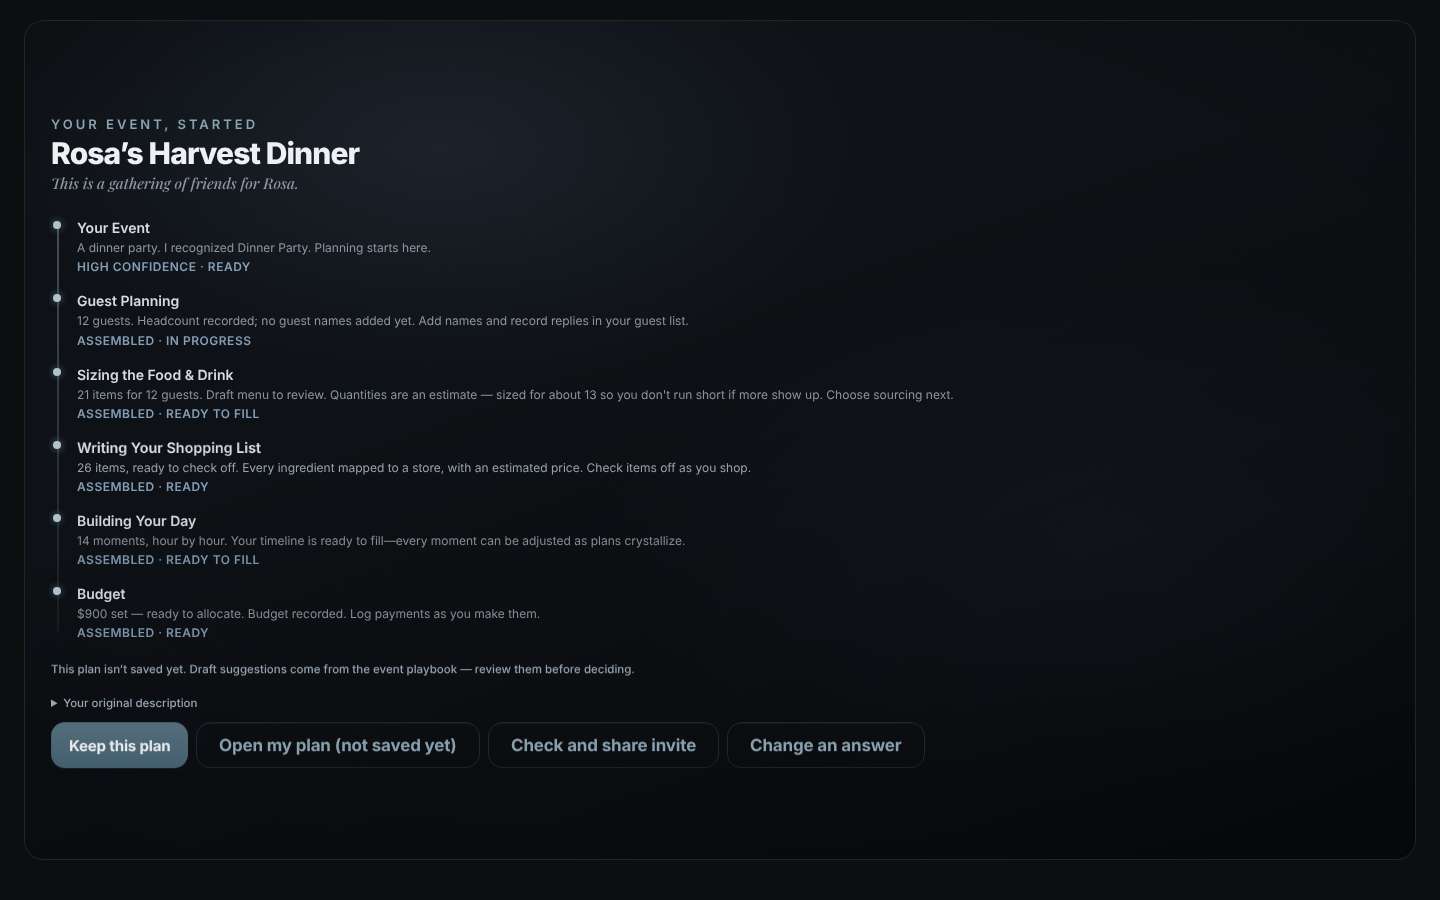 YOUR EVENT, STARTED
Rosa’s Harvest Dinner
This is a gathering of friends for Rosa.
Your Event
A dinner party. I recognized Dinner Party. Planning starts here.
HIGH CONFIDENCE · READY
Guest Planning
12 guests. Headcount recorded; no guest names added yet. Add names and record replies in your guest list.
ASSEMBLED · IN PROGRESS
Sizing the Food & Drink
21 items for 12 guests. Draft menu to review. Quantities are an estimate — sized for about 13 so you don't run short if more show up. Choose sourcing next.
ASSEMBLED · READY TO FILL
Writing Your Shopping List
26 items, ready to check off. Every ingredient mapped to a store, with an estimated price. Check items off as you shop.
ASSEMBLED · READY
Building Your Day
14 moments, hour by hour. Your timeline is ready to fill—every moment can be adjusted as plans crystallize.
ASSEMBLED · READY TO FILL
Budget
$900 set — ready to allocate. Budget recorded. Log payments as you make them.
ASSEMBLED · READY
This plan isn't saved yet. Draft suggestions come from the event playbook — review them before deciding.
Your original description
Keep this plan
Open my plan (not saved yet)
Check and share invite
Change an answer